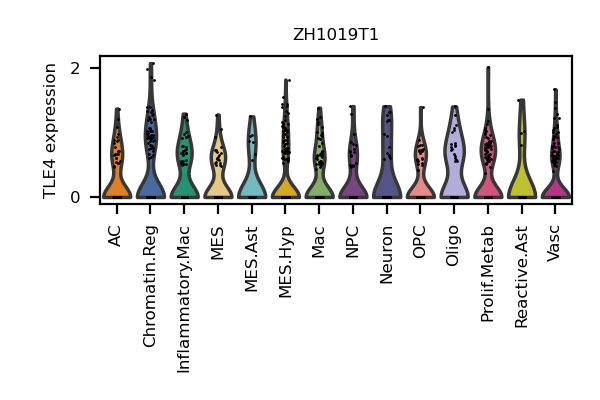 ZH1019T1
TLE4 expression
2
0
AC
Chromatin.Reg
Inflammatory.Mac
MES
MES.Ast
MES.Hyp
Mac
NPC
Neuron
OPC
Oligo
Prolif.Metab
Reactive.Ast
Vasc